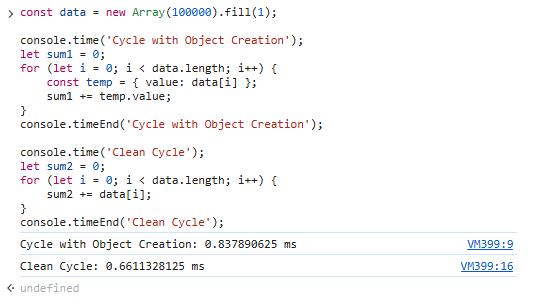 const data = new Array(100000).fill(1);
console.time('Cycle with Object Creation');
let sum1 = 0;
for (let i = 0; i < data.length; i++) {
const temp = { value: data[i] };
sum1 += temp.value;
}
console.timeEnd('Cycle with Object Creation');
console.time('Clean Cycle');
let sum2 = 0;
for (let i = 0; i < data.length; i++) {
sum2 += data[i];
}
console.timeEnd('Clean Cycle');
Cycle with Object Creation: 0.837890625 ms VM399:9
Clean Cycle: 0.6611328125 ms VM399:16
undefined